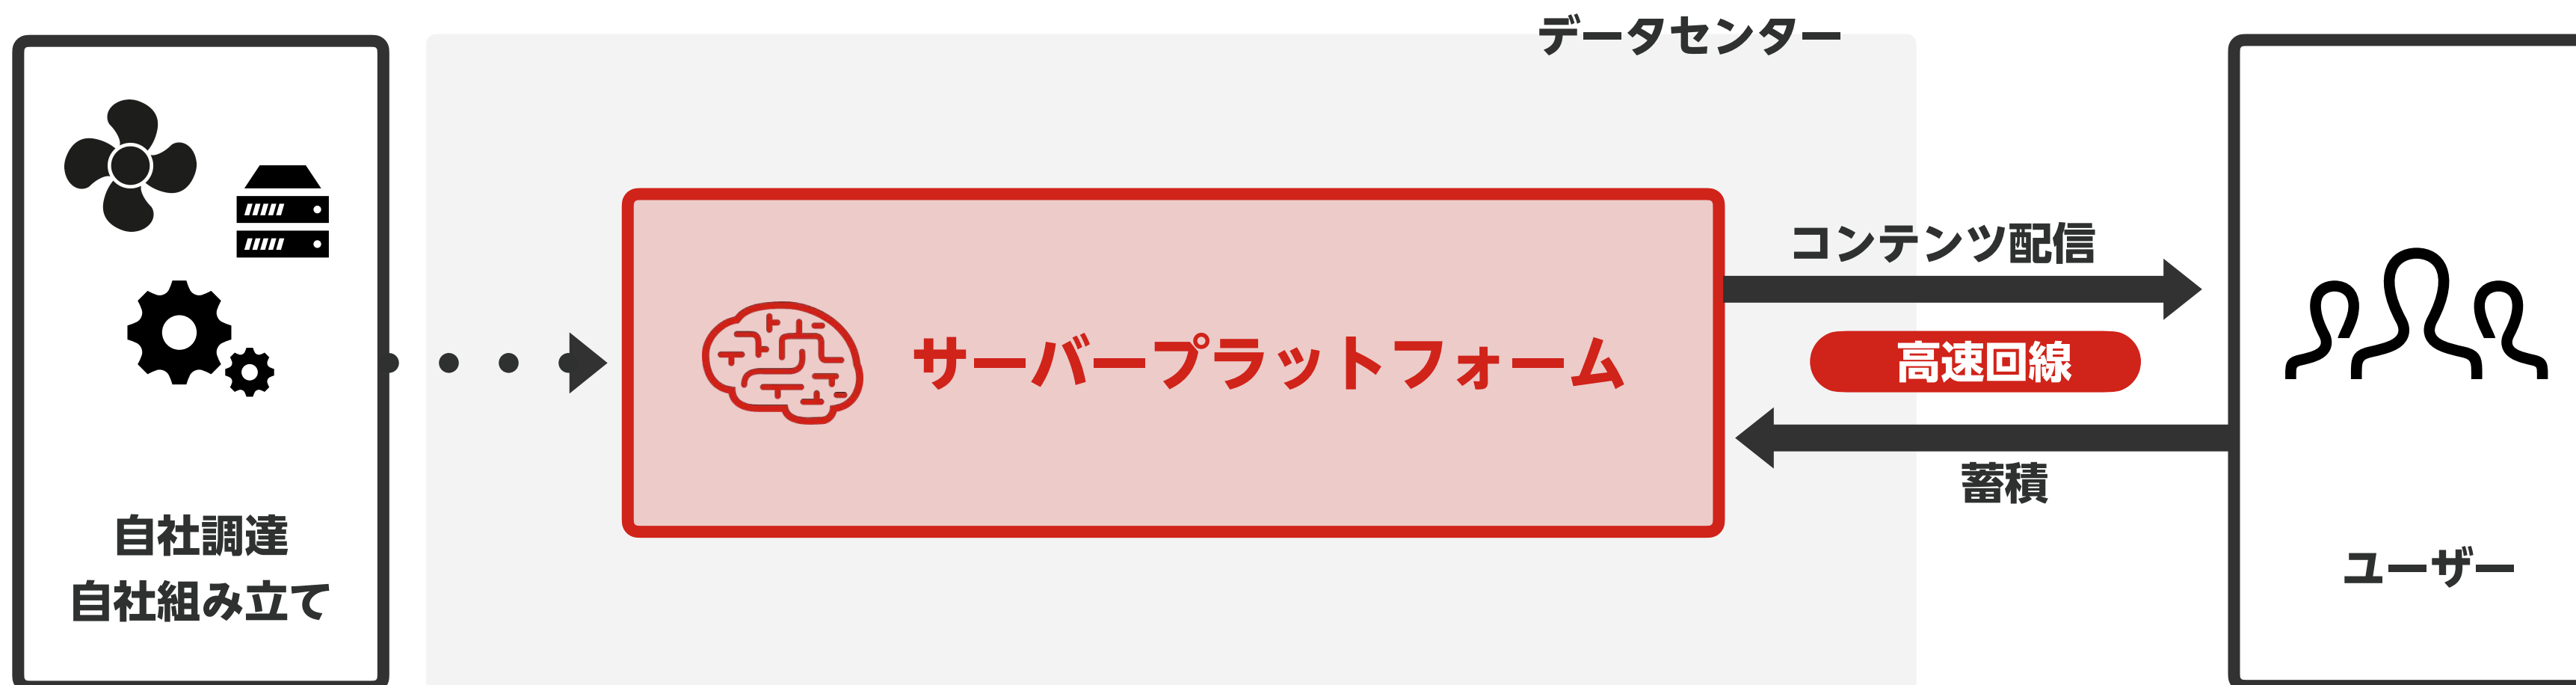 データセンター
自社調達
自社組み立て
サーバープラットフォーム
コンテンツ配信
高速回線
蓄積
ユーザー